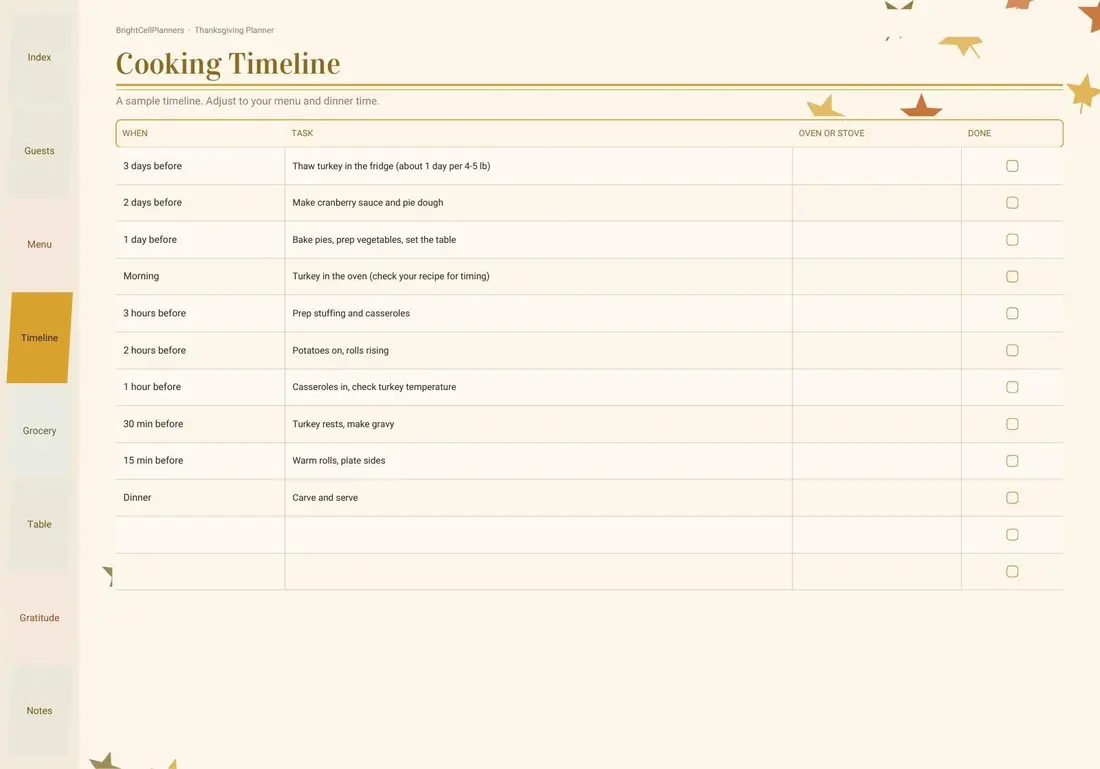 BrightCellPlanners · Thanksgiving Planner
Cooking Timeline
A sample timeline. Adjust to your menu and dinner time.
WHEN TASK OVEN OR STOVE DONE
3 days before Thaw turkey in the fridge (about 1 day per 4-5 lb)
2 days before Make cranberry sauce and pie dough
1 day before Bake pies, prep vegetables, set the table
Morning Turkey in the oven (check your recipe for timing)
3 hours before Prep stuffing and casseroles
2 hours before Potatoes on, rolls rising
1 hour before Casseroles in, check turkey temperature
30 min before Turkey rests, make gravy
15 min before Warm rolls, plate sides
Dinner Carve and serve
Index
Guests
Menu
Timeline
Grocery
Table
Gratitude
Notes